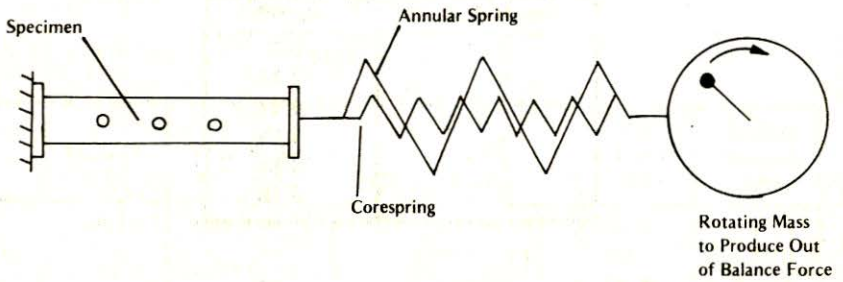 Annular Spring
Specimen
Corespring
Rotating Mass
to Produce Out
of Balance Force